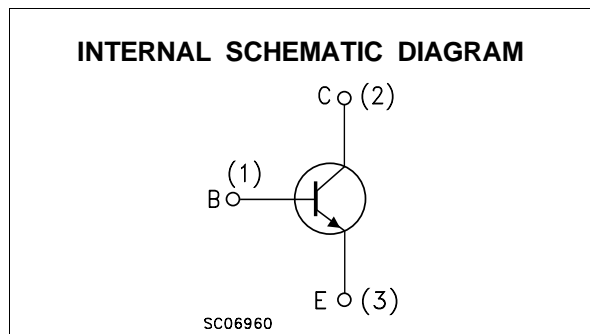 INTERNAL SCHEMATIC DIAGRAM
C (2)
(1)
B
E (3)
SC06960